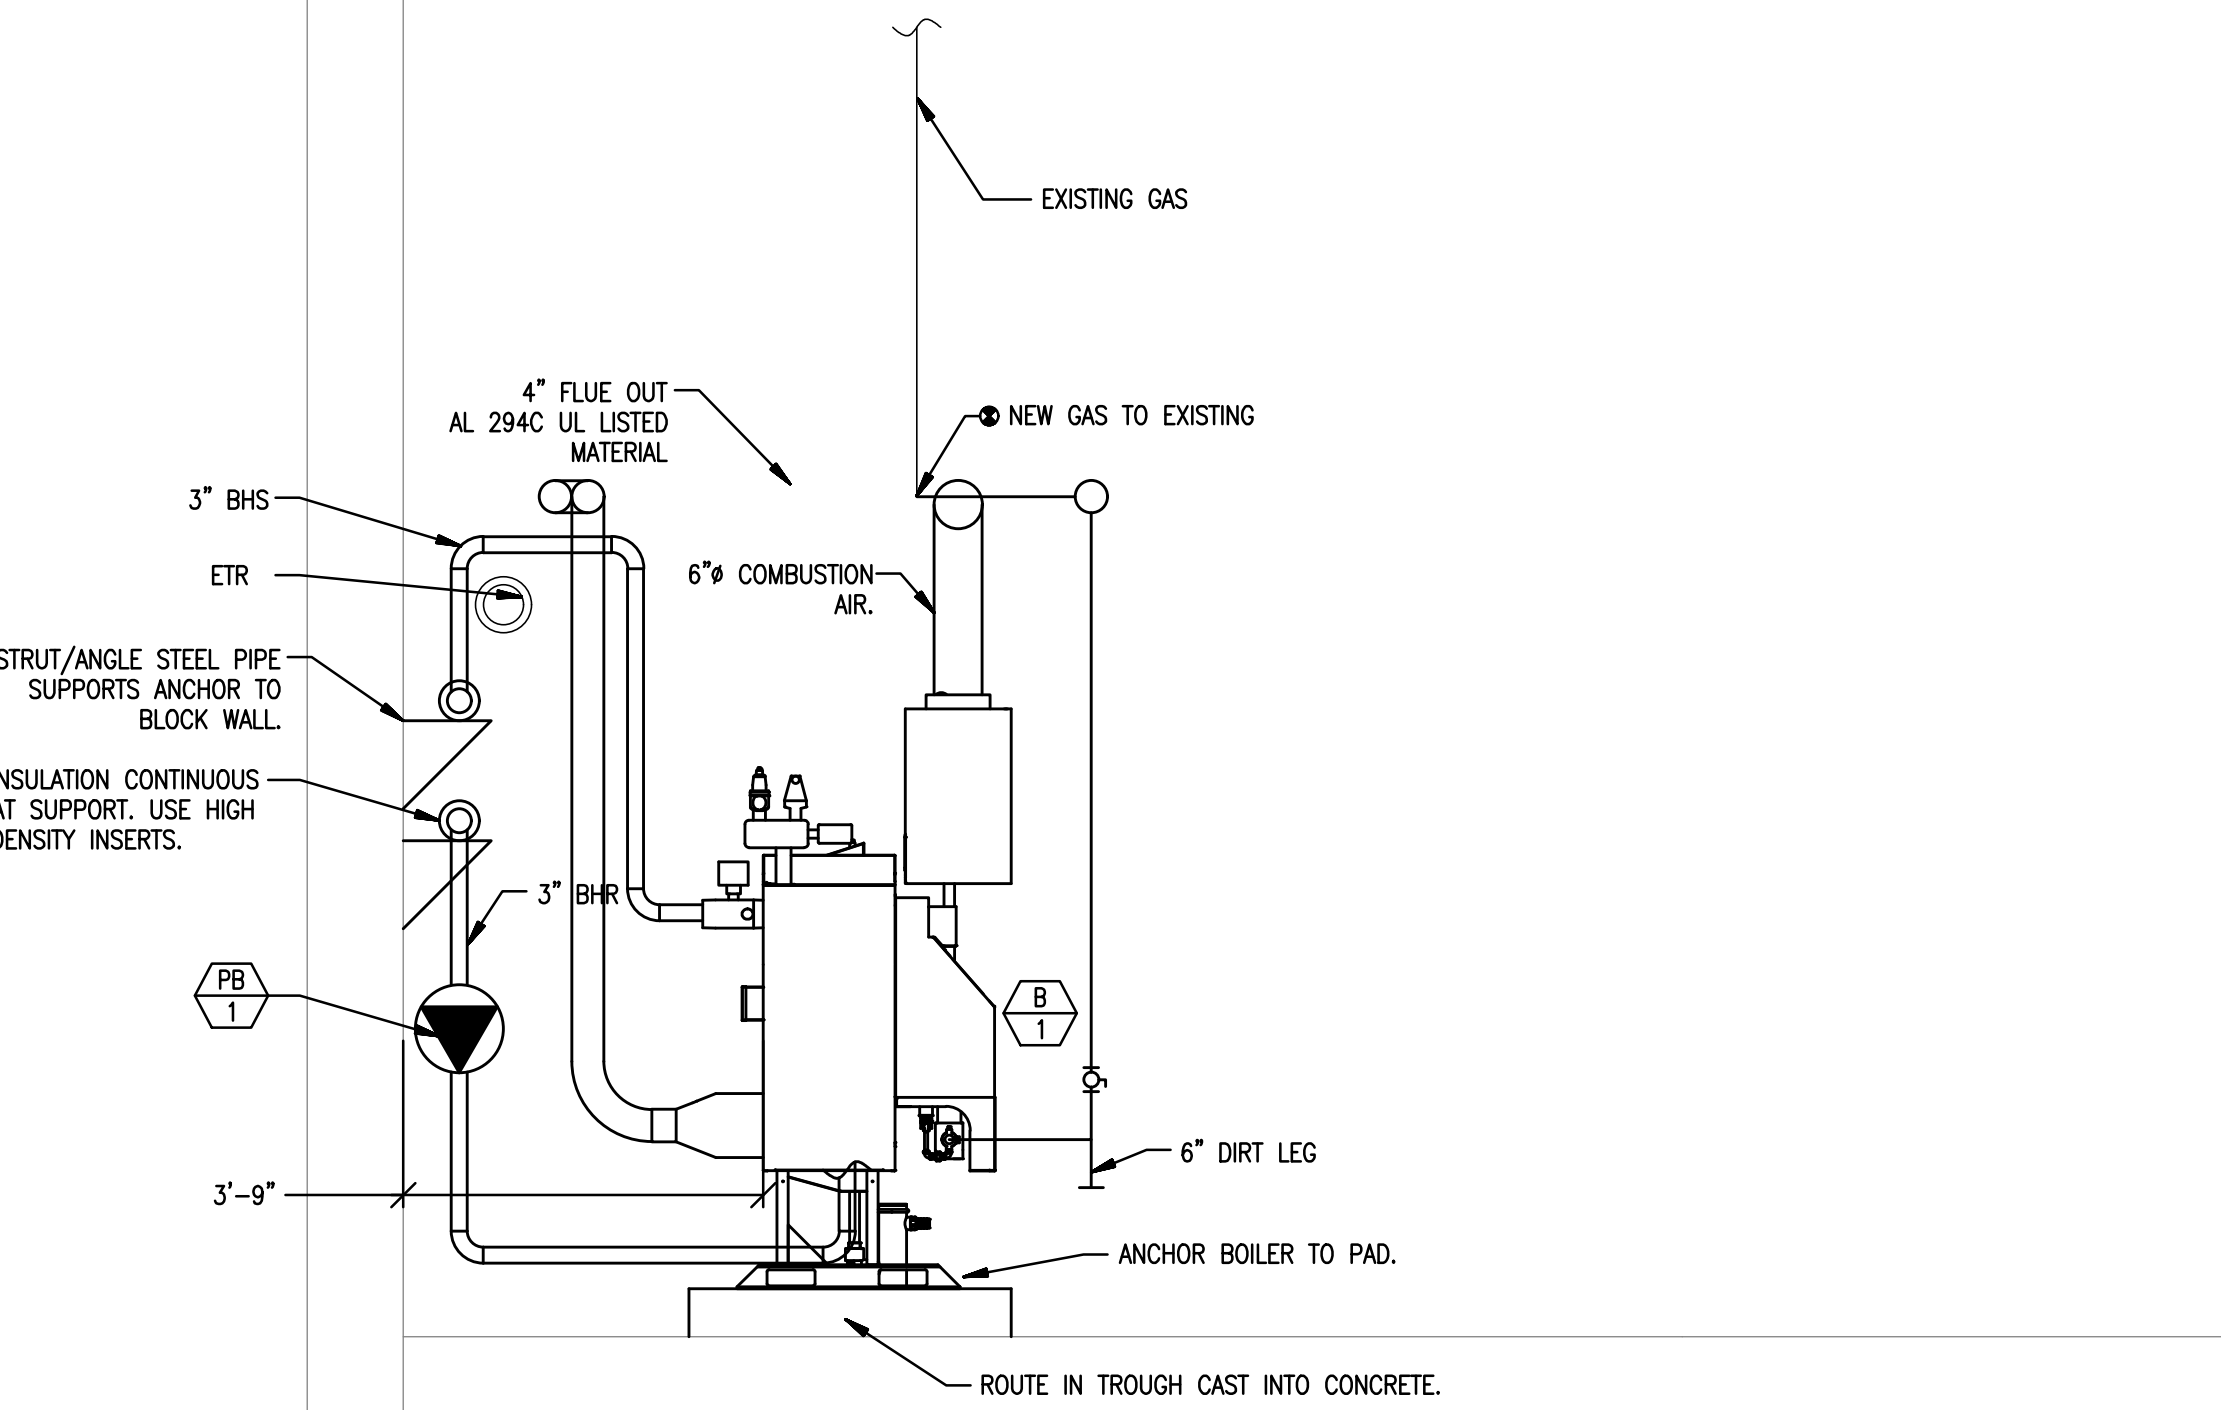 EXISTING GAS
4" FLUE OUT
AL 294C UL LISTED
MATERIAL
NEW GAS TO EXISTING
3" BHS
ETR
6"ø COMBUSTION
AIR.
STRUT/ANGLE STEEL PIPE
SUPPORTS ANCHOR TO
BLOCK WALL.
NSULATION CONTINUOUS
AT SUPPORT. USE HIGH
DENSITY INSERTS.
3" BHR
PB
1
B
1
6" DIRT LEG
3'-9"
ANCHOR BOILER TO PAD.
ROUTE IN TROUGH CAST INTO CONCRETE.